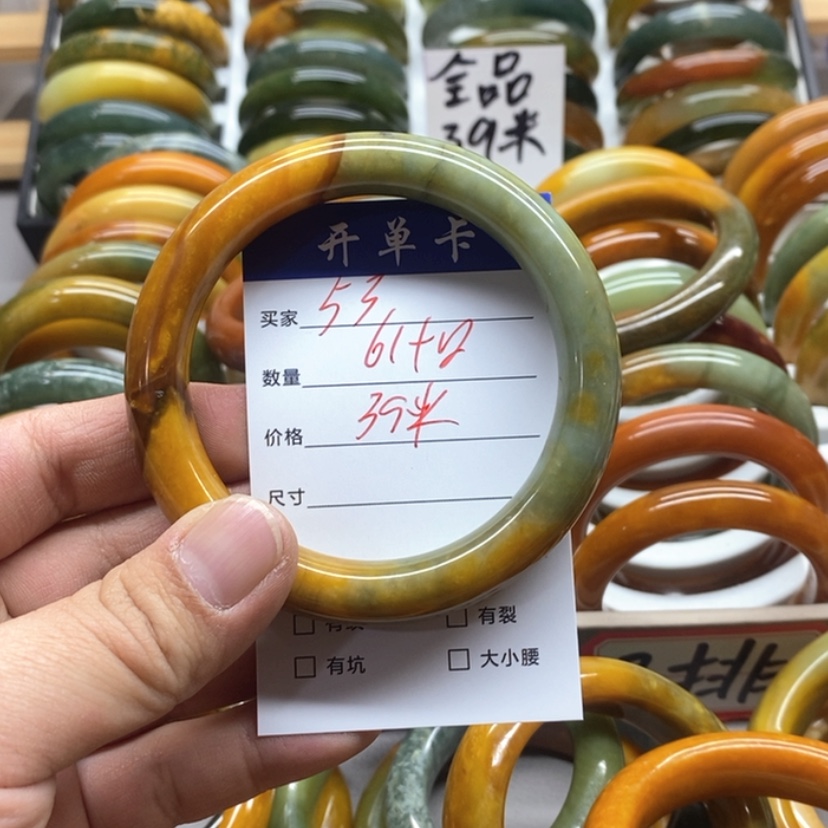 全品
39米
开单卡
买家 53
数量 61+口
价格 39米
尺寸
有裂
有坑 大小腰
排